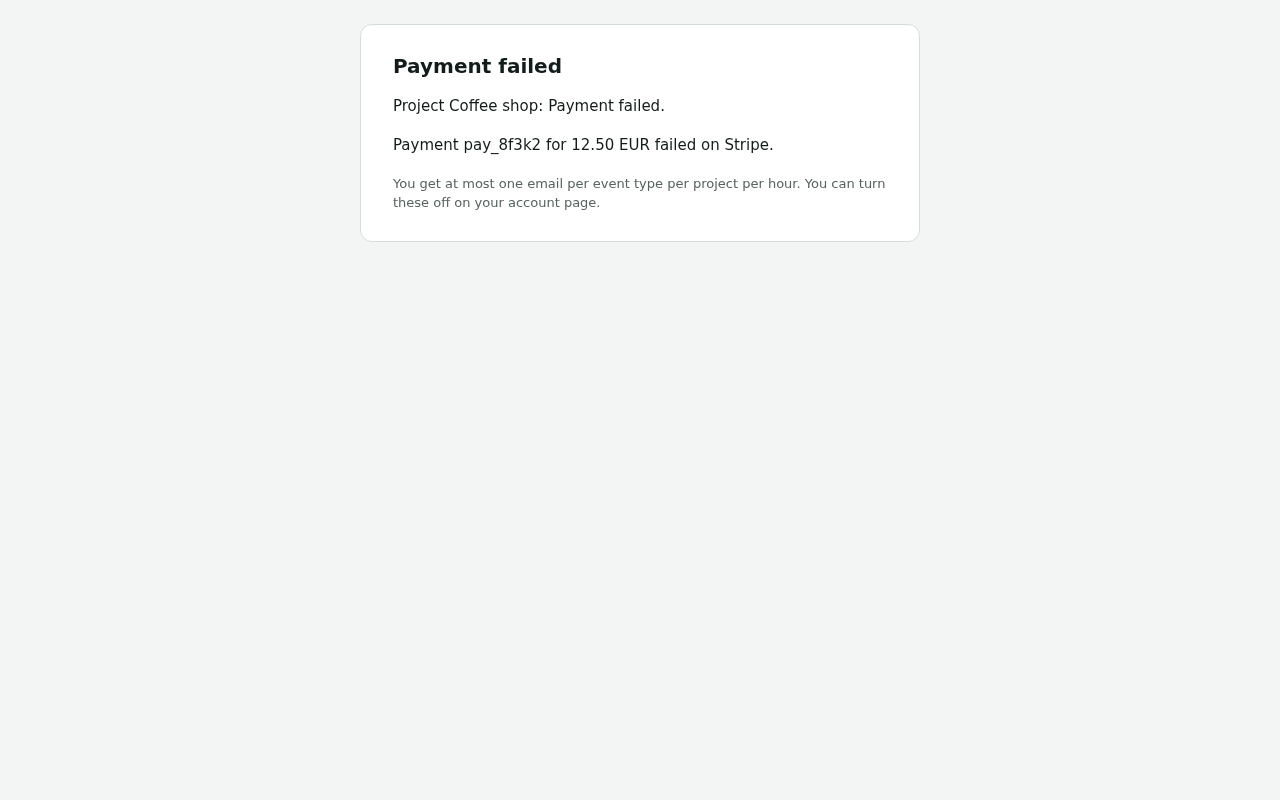 Payment failed
Project Coffee shop: Payment failed.
Payment pay_8f3k2 for 12.50 EUR failed on Stripe.
You get at most one email per event type per project per hour. You can turn
these off on your account page.